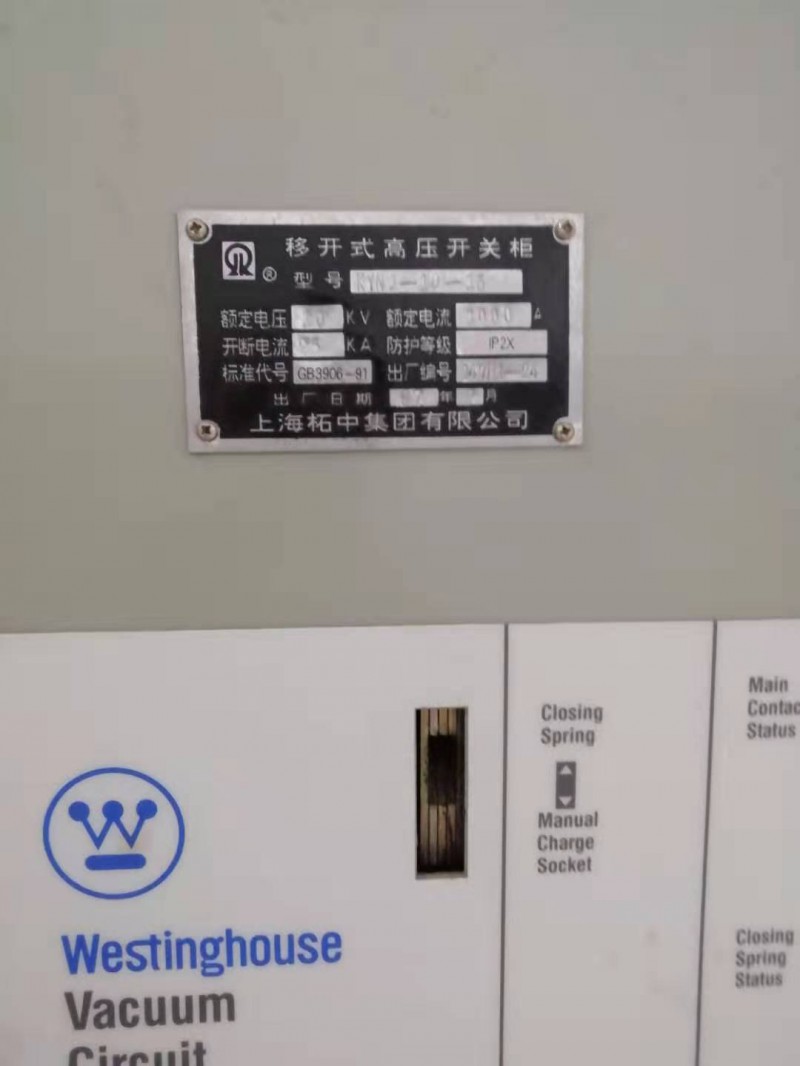 移开式高压开关柜
型号
额定电压 KV 额定电流 1000 A
开断电流 KA 防护等级 IP2X
标准代号 GB3906-91 出厂编号
出厂日期 年 月
上海柘中集团有限公司
Closing
Spring
Manual
Charge
Socket
Main
Contac
Status
Closing
Spring
Status
W
Westinghouse
Vacuum
Circuit